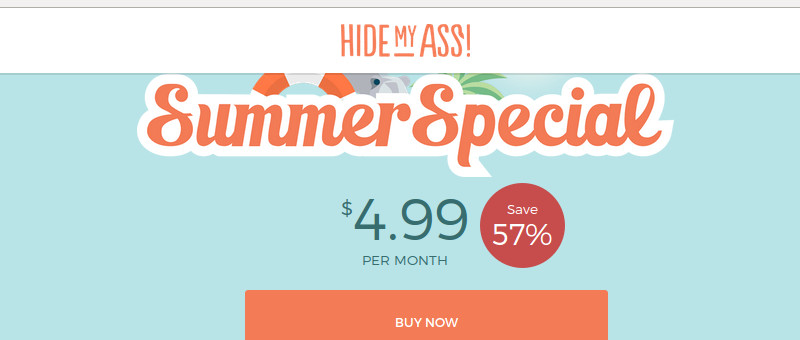 HIDE MY ASS!
Summer Special
$4.99
Save
57%
PER MONTH
BUY NOW